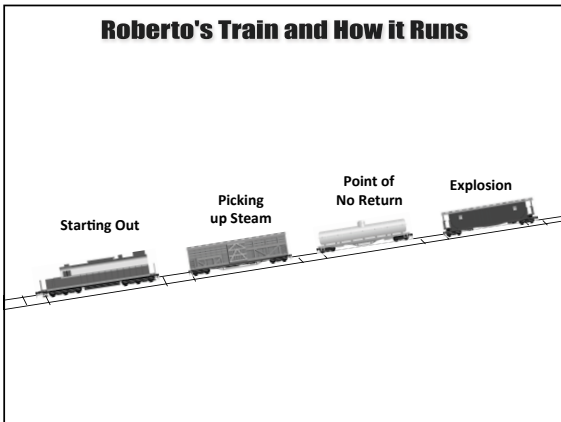 Roberto's Train and How it Runs
Starting Out
Picking
up Steam
Point of
No Return
Explosion